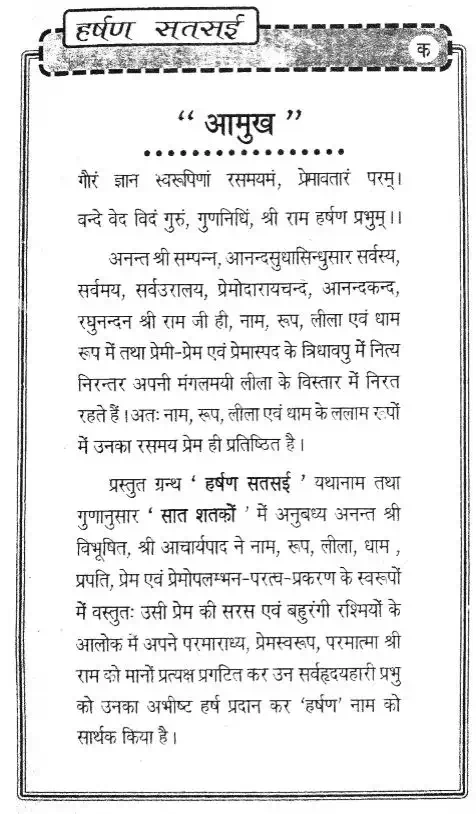 हर्षण सतसई
क
“ आमुख ”
गौरं ज्ञान स्वरूपिणां रसमयमं, प्रेमावतारं परम्।
वन्दे वेद विदं गुरुं, गुणनिधिं, श्री राम हर्षण प्रभुम्।।
अनन्त श्री सम्पन्न, आनन्दसुधासिन्धुसार सर्वस्य,
सर्वमय, सर्वउरालय, प्रेमोदारायचन्द, आनन्दकन्द,
रघुनन्दन श्री राम जी ही, नाम, रूप, लीला एवं धाम
रूप में तथा प्रेमी-प्रेम एवं प्रेमास्पद के त्रिधावपु में नित्य
निरन्तर अपनी मंगलमयी लीला के विस्तार में निरत
रहते हैं।अतः नाम, रूप, लीला एवं धाम के ललाम रूपों
में उनका रसमय प्रेम ही प्रतिष्ठित है।
प्रस्तुत ग्रन्थ ‘ हर्षण सतसई ’ यथानाम तथा
गुणानुसार ‘ सात शतकों ’ में अनुबध्य अनन्त श्री
विभूषित, श्री आचार्यपाद ने नाम, रूप, लीला, धाम ,
प्रपति, प्रेम एवं प्रेमोपलम्भन-परत्व-प्रकरण के स्वरूपों
में वस्तुतः उसी प्रेम की सरस एवं बहुरंगी रश्मियों के
आलोक में अपने परमाराध्य, प्रेमस्वरूप, परमात्मा श्री
राम को मानों प्रत्यक्ष प्रगटित कर उन सर्वहृदयहारी प्रभु
को उनका अभीष्ट हर्ष प्रदान कर ‘हर्षण’ नाम को
सार्थक किया है।